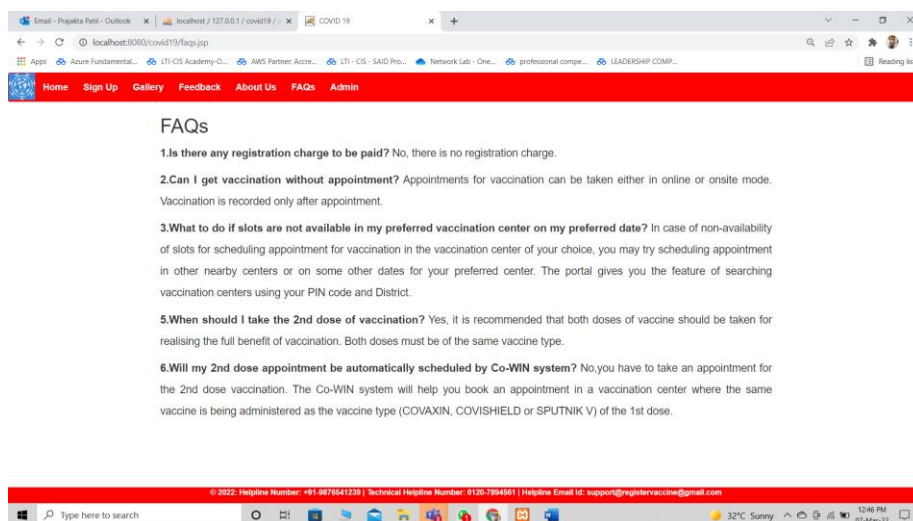 Email - Prajakta Patil - Outlook
localhost / 127.0.0.1 / covid19 /
COVID 19
localhost:8080/covid19/faqs.jsp
Apps
Azure Fundamental...
LTI-CIS Academy-O...
AWS Partner: Accre...
LTI - CIS - SAID Pro...
Network Lab - One...
professional compe...
LEADERSHIP COMP...
Reading list
Home Sign Up Gallery Feedback About Us FAQs Admin
FAQs
1.Is there any registration charge to be paid? No, there is no registration charge.
2.Can I get vaccination without appointment? Appointments for vaccination can be taken either in online or onsite mode.
Vaccination is recorded only after appointment.
3.What to do if slots are not available in my preferred vaccination center on my preferred date? In case of non-availability
of slots for scheduling appointment for vaccination in the vaccination center of your choice, you may try scheduling appointment
in other nearby centers or on some other dates for your preferred center. The portal gives you the feature of searching
vaccination centers using your PIN code and District.
5.When should I take the 2nd dose of vaccination? Yes, it is recommended that both doses of vaccine should be taken for
realising the full benefit of vaccination. Both doses must be of the same vaccine type.
6.Will my 2nd dose appointment be automatically scheduled by Co-WIN system? No,you have to take an appointment for
the 2nd dose vaccination. The Co-WIN system will help you book an appointment in a vaccination center where the same
vaccine is being administered as the vaccine type (COVAXIN, COVISHIELD or SPUTNIK V) of the 1st dose.
© 2022: Helpline Number: +91-9876541239 | Technical Helpline Number: 0120-7894561 | Helpline Email Id: support@registervaccine@gmail.com
Type here to search
32°C Sunny
12:46 PM
07-Mar-22